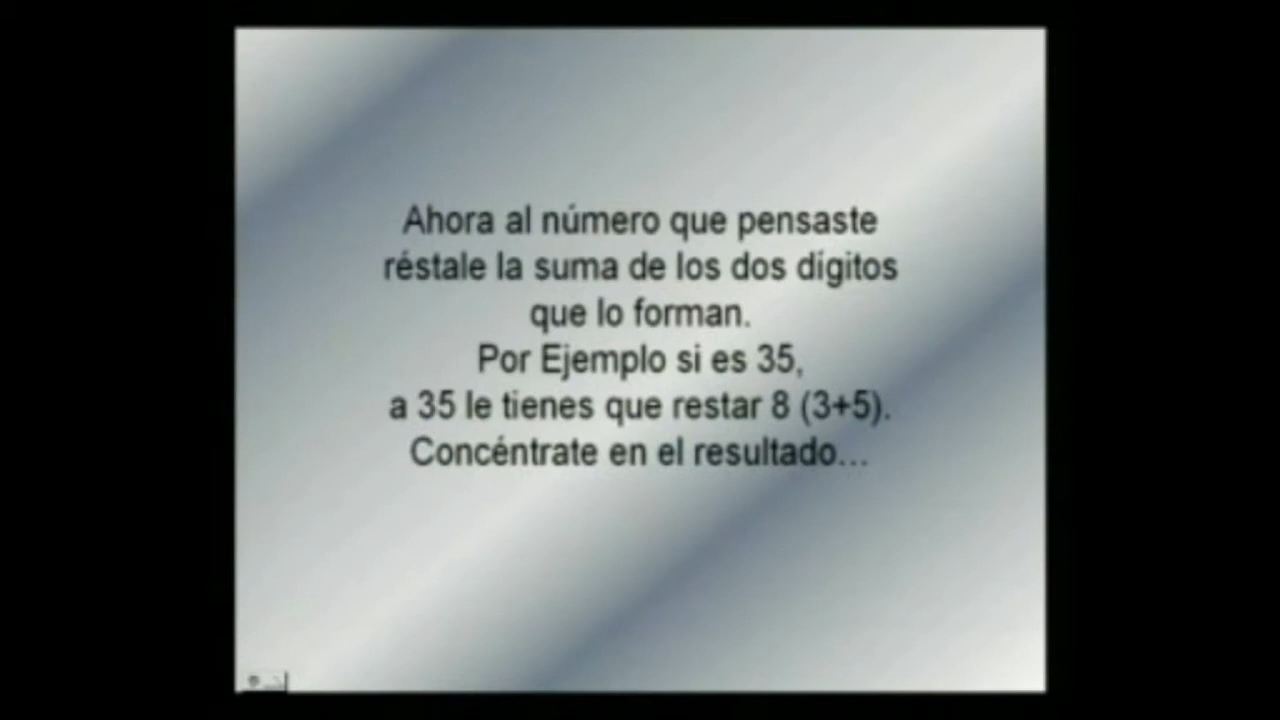 Ahora al número que pensaste
réstale la suma de los dos dígitos
que lo forman.
Por Ejemplo si es 35,
a 35 le tienes que restar 8 (3+5).
Concéntrate en el resultado...